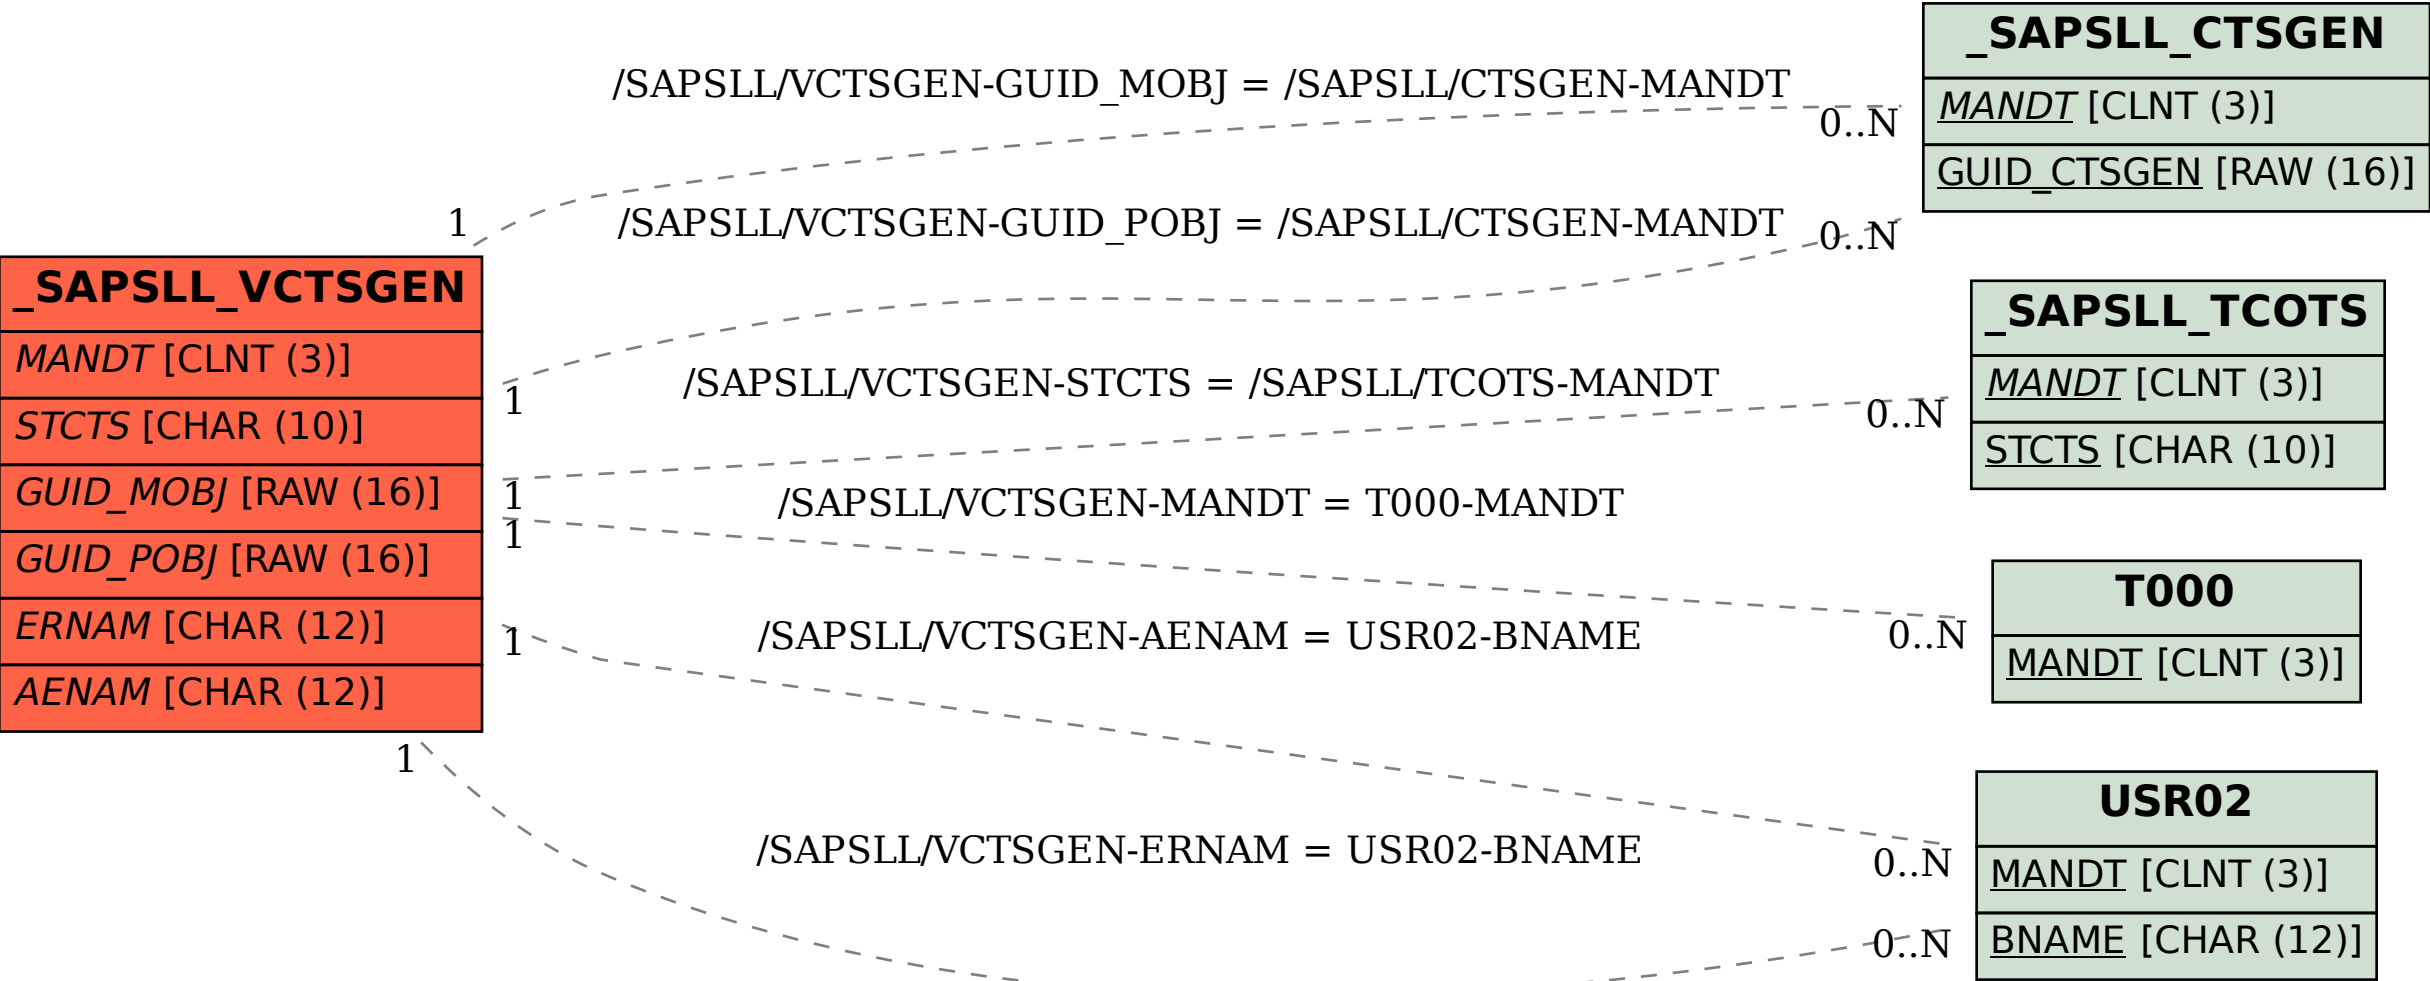 _SAPSLL_VCTSGEN
MANDT [CLNT (3)]
STCTS [CHAR (10)]
GUID_MOBJ [RAW (16)]
GUID_POBJ [RAW (16)]
ERNAM [CHAR (12)]
AENAM [CHAR (12)]
/SAPSLL/VCTSGEN-GUID_MOBJ = /SAPSLL/CTSGEN-MANDT
0..N
1
/SAPSLL/VCTSGEN-GUID_POBJ = /SAPSLL/CTSGEN-MANDT
0..N
1
/SAPSLL/VCTSGEN-STCTS = /SAPSLL/TCOTS-MANDT
0..N
1
/SAPSLL/VCTSGEN-MANDT = T000-MANDT
0..N
1
/SAPSLL/VCTSGEN-AENAM = USR02-BNAME
0..N
1
/SAPSLL/VCTSGEN-ERNAM = USR02-BNAME
0..N
1
_SAPSLL_CTSGEN
MANDT [CLNT (3)]
GUID_CTSGEN [RAW (16)]
_SAPSLL_TCOTS
MANDT [CLNT (3)]
STCTS [CHAR (10)]
T000
MANDT [CLNT (3)]
USR02
MANDT [CLNT (3)]
BNAME [CHAR (12)]